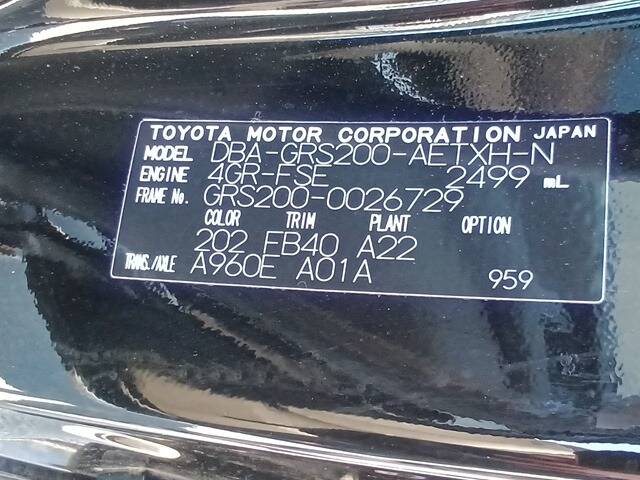 TOYOTA MOTOR CORPORATION JAPAN
MODEL DBA-GRS200-AETXH-N
ENGINE 4GR-FSE 2499 mL
FRAME No. GRS200-0026729
COLOR TRIM PLANT OPTION
202 FB40 A22
TRANS./AXLE A960E A01A 959